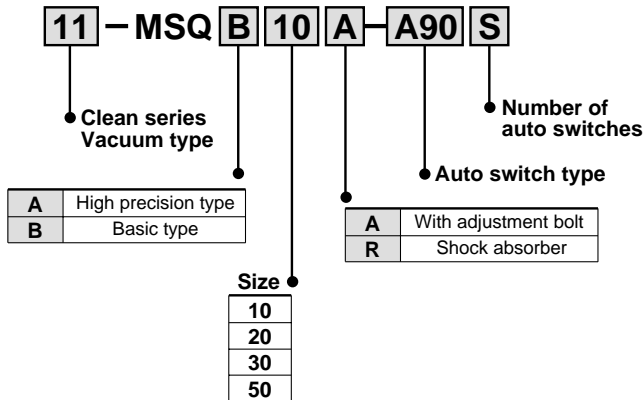 11 – MSQ B 10 A – A90 S
Clean series
Vacuum type
Number of
auto switches
Auto switch type
A High precision type
B Basic type
A With adjustment bolt
R Shock absorber
Size
10
20
30
50